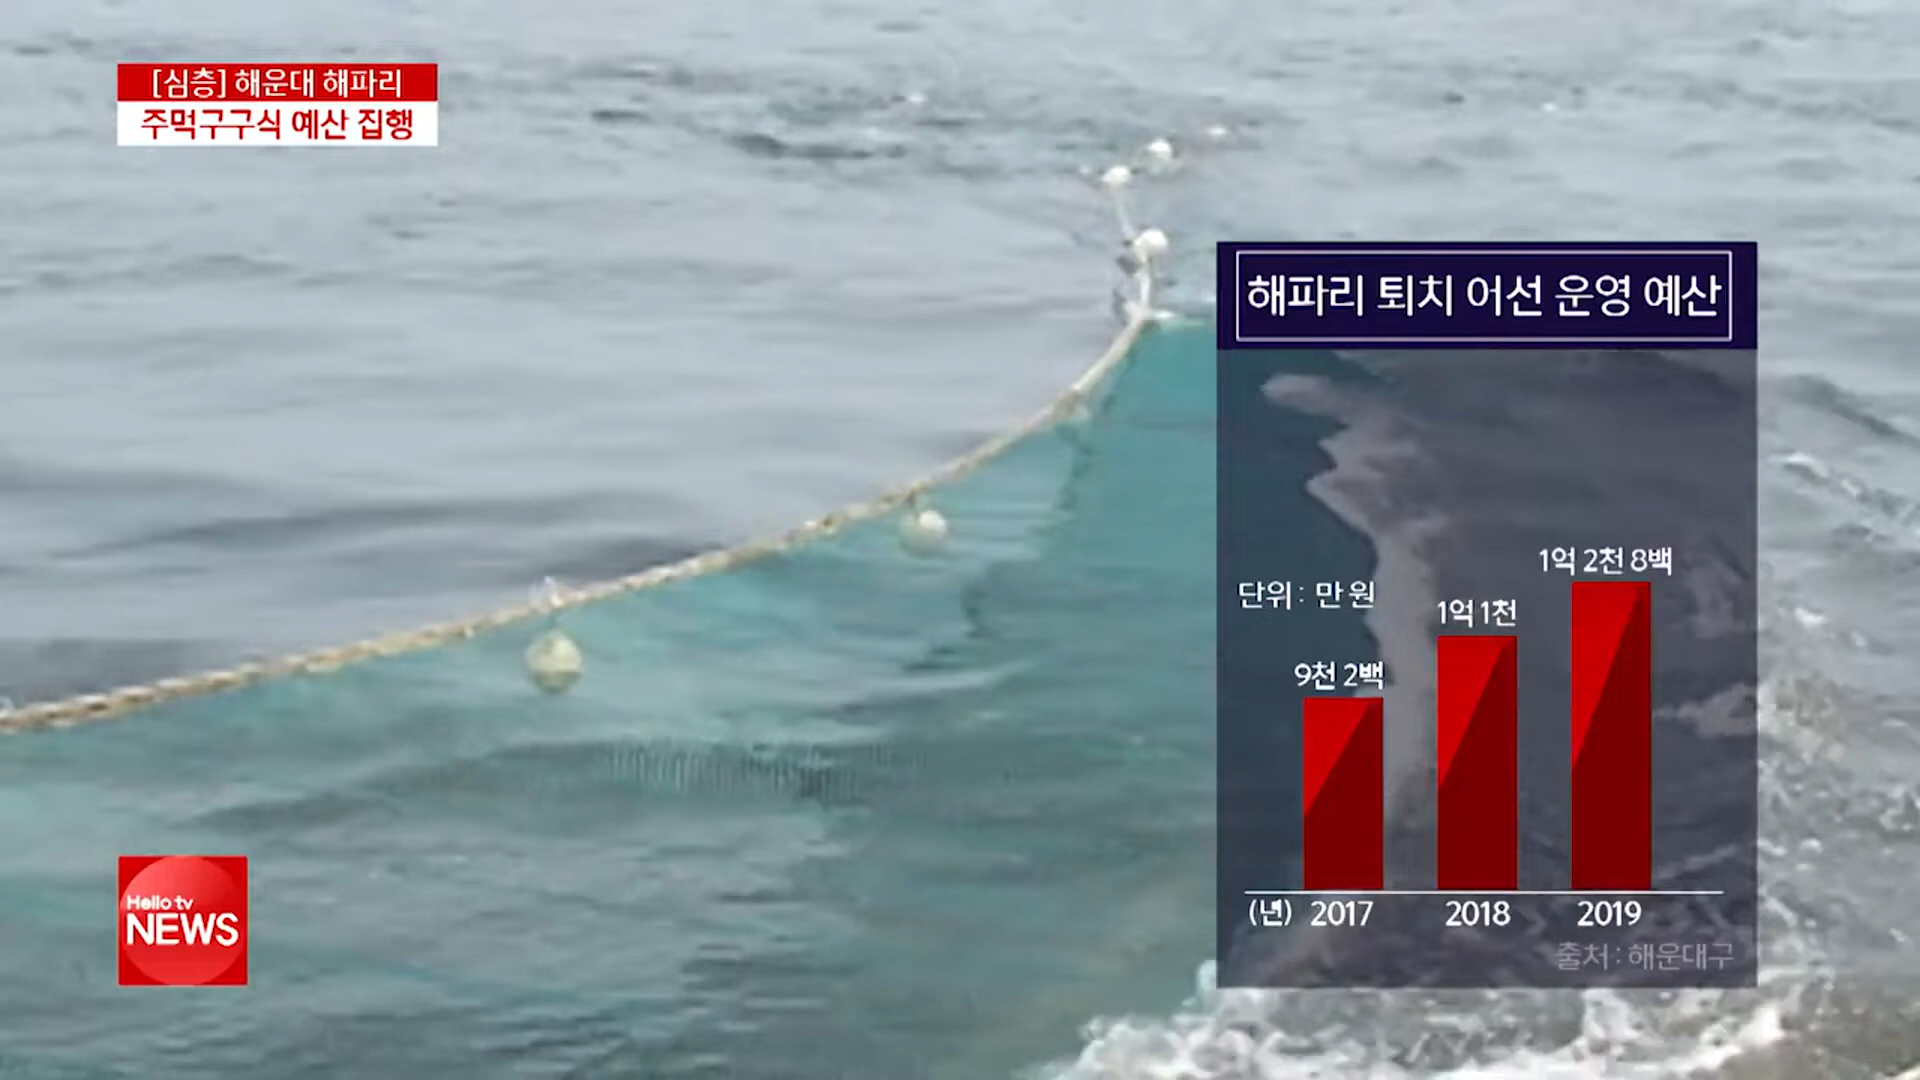 [심층] 해운대 해파리
주먹구구식 예산 집행
해파리 퇴치 어선 운영 예산
단위 : 만 원
9천 2백
1억 1천
1억 2천 8백
(년) 2017 2018 2019
출처 : 해운대구
Hello tv
NEWS